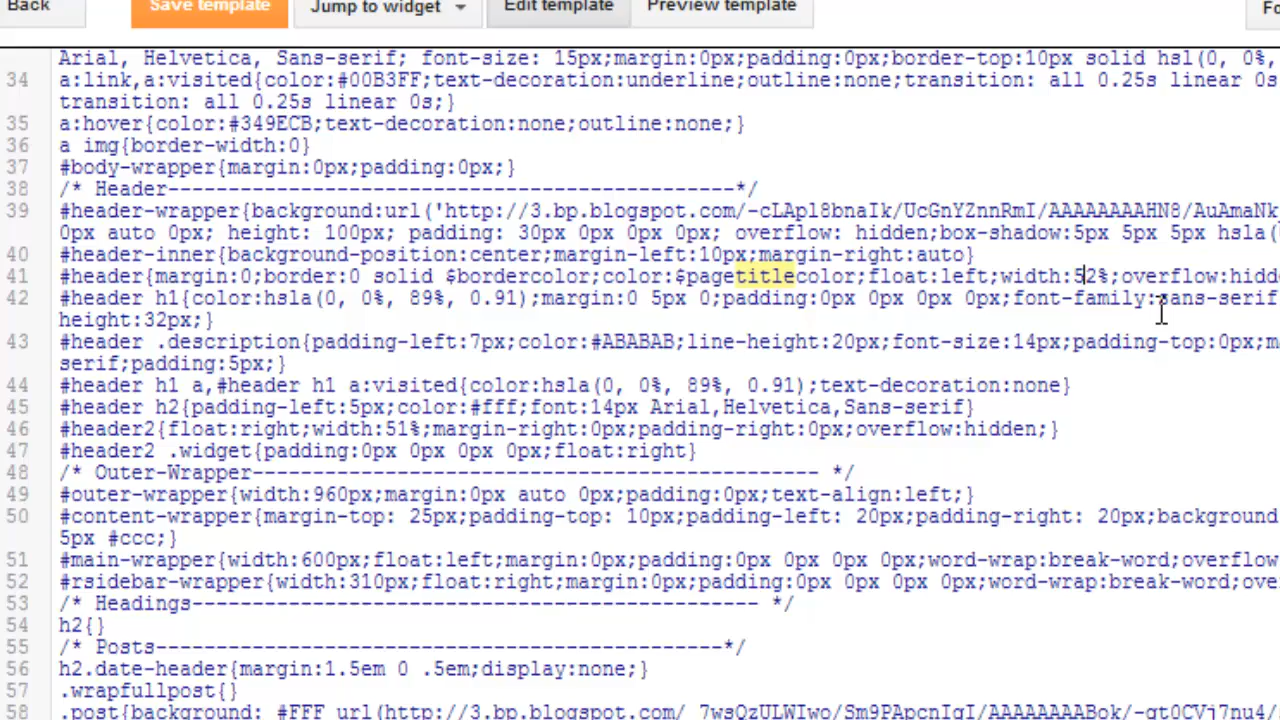 Back Save template Jump to widget Edit template Preview template Fo
Arial, Helvetica, Sans-serif; font-size: 15px;margin:0px;padding:0px;border-top:10px solid hsl(0, 0%,
34 a:link,a:visited{color:#00B3FF;text-decoration:underline;outline:none;transition: all 0.25s linear 0s
transition: all 0.25s linear 0s;}
35 a:hover{color:#349ECB;text-decoration:none;outline:none;}
36 a img{border-width:0}
37 #body-wrapper{margin:0px;padding:0px;}
38 /* Header-----------------------------------------------*/
39 #header-wrapper{background:url('http://3.bp.blogspot.com/-cLApl8bnaIk/UcGnYZnnRmI/AAAAAAAAHN8/AuAmaNk
0px auto 0px; height: 100px; padding: 30px 0px 0px 0px; overflow: hidden;box-shadow:5px 5px 5px hsla(
40 #header-inner{background-position:center;margin-left:10px;margin-right:auto}
41 #header{margin:0;border:0 solid $bordercolor;color:$pagetitlecolor;float:left;width:52%;overflow:hidd
42 #header h1{color:hsla(0, 0%, 89%, 0.91);margin:0 5px 0;padding:0px 0px 0px 0px;font-family:sans-serif
height:32px;}
43 #header .description{padding-left:7px;color:#ABABAB;line-height:20px;font-size:14px;padding-top:0px;m
serif;padding:5px;}
44 #header h1 a,#header h1 a:visited{color:hsla(0, 0%, 89%, 0.91);text-decoration:none}
45 #header h2{padding-left:5px;color:#fff;font:14px Arial,Helvetica,Sans-serif}
46 #header2{float:right;width:51%;margin-right:0px;padding-right:0px;overflow:hidden;}
47 #header2 .widget{padding:0px 0px 0px 0px;float:right}
48 /* Outer-Wrapper----------------------------------------------- */
49 #outer-wrapper{width:960px;margin:0px auto 0px;padding:0px;text-align:left;}
50 #content-wrapper{margin-top: 25px;padding-top: 10px;padding-left: 20px;padding-right: 20px;background
5px #ccc;}
51 #main-wrapper{width:600px;float:left;margin:0px;padding:0px 0px 0px 0px;word-wrap:break-word;overflow
52 #rsidebar-wrapper{width:310px;float:right;margin:0px;padding:0px 0px 0px 0px;word-wrap:break-word;ove
53 /* Headings----------------------------------------------- */
54 h2{}
55 /* Posts-----------------------------------------------*/
56 h2.date-header{margin:1.5em 0 .5em;display:none;}
57 .wrapfullpost{}
58 .post{background: #FFF url(http://3.bp.blogspot.com/_7wsQzULWIwo/Sm9PApcnIgI/AAAAAAAABok/-gt0CVj7nu4/